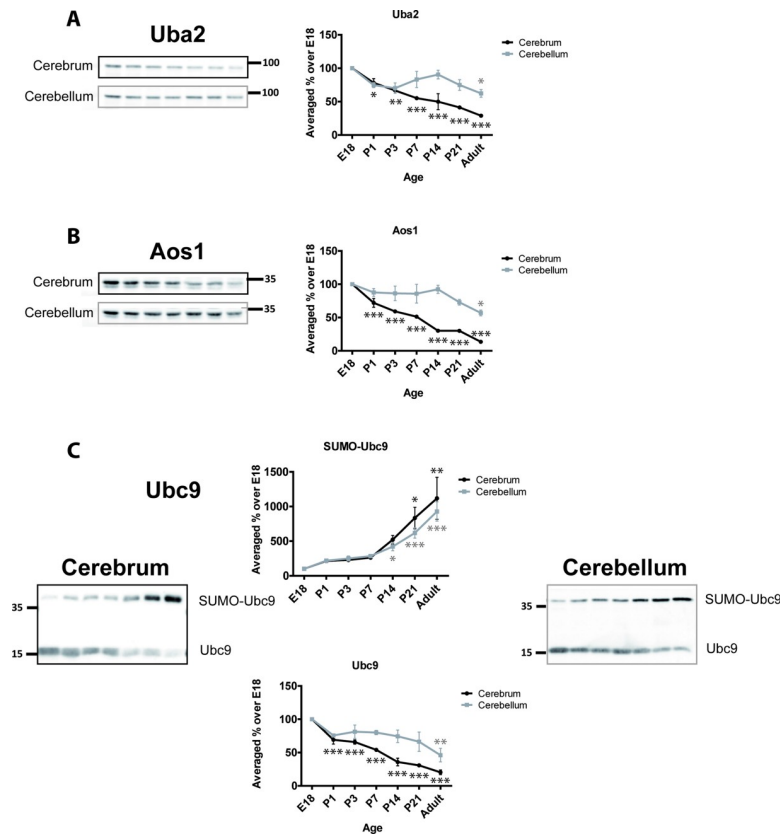 A
Uba2
Cerebrum
100
Cerebellum
100
Uba2
Averaged % over E18
150
100
50
0
E18 P1 P3 P7 P14 P21 Adult
Age
* ** *** *** *** ***
*
Cerebrum
Cerebellum
B
Aos1
Cerebrum
35
Cerebellum
35
Aos1
Averaged % over E18
150
100
50
0
E18 P1 P3 P7 P14 P21 Adult
Age
*** *** *** *** *** ***
*
Cerebrum
Cerebellum
C
Ubc9
SUMO-Ubc9
Averaged % over E18
1500
1000
500
0
E18 P1 P3 P7 P14 P21 Adult
* **
* *** ***
Cerebrum
Cerebellum
Cerebrum
35
SUMO-Ubc9
15
Ubc9
Cerebellum
35
SUMO-Ubc9
15
Ubc9
Ubc9
Averaged % over E18
150
100
50
0
E18 P1 P3 P7 P14 P21 Adult
Age
*** *** *** *** *** ***
**
Cerebrum
Cerebellum